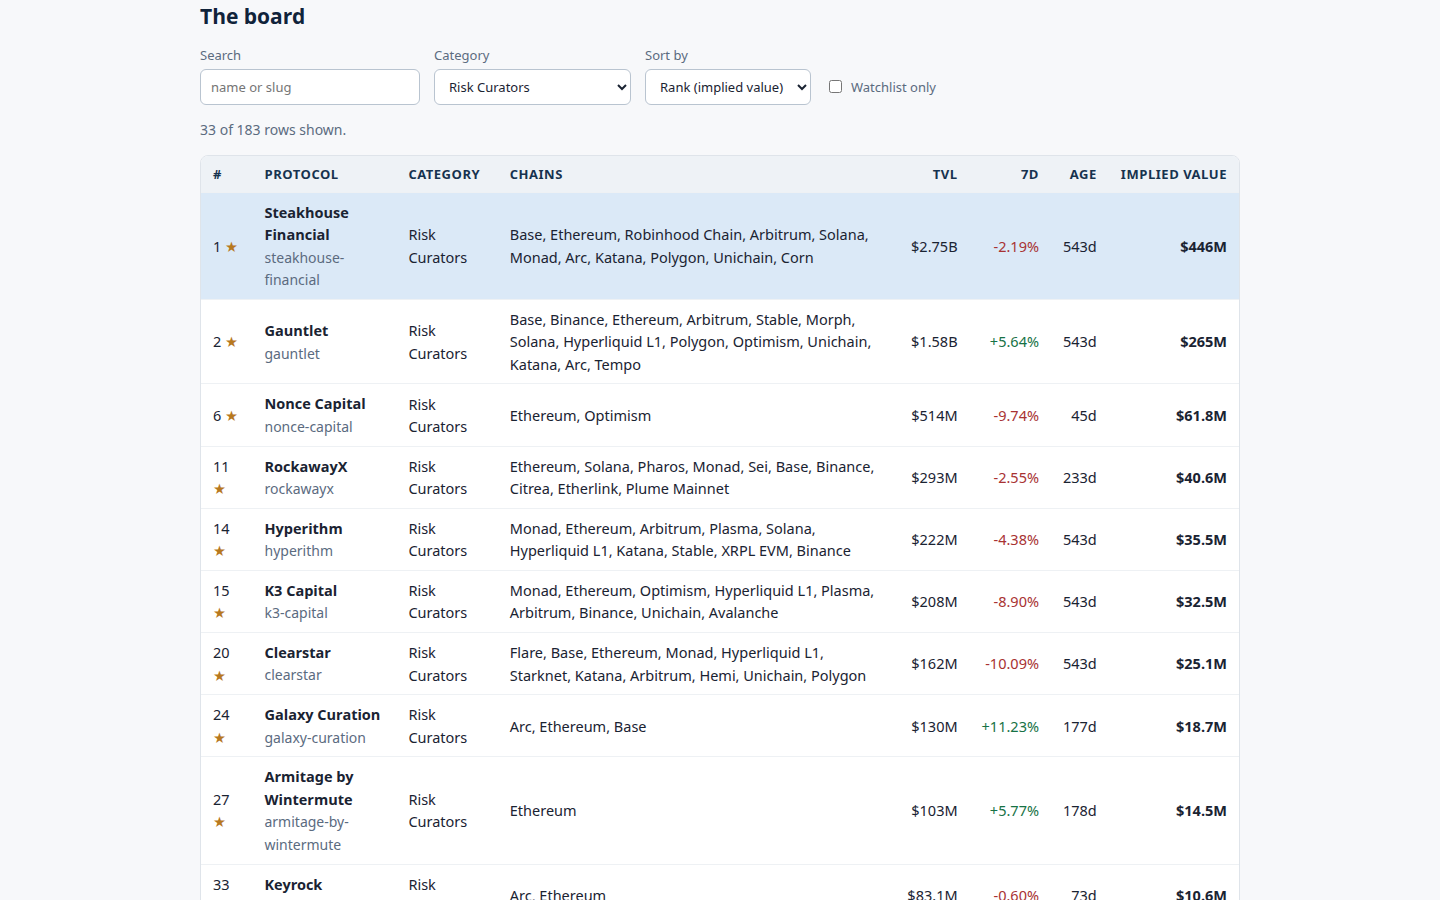 The board
Search
Category
Sort by
name or slug
Risk Curators
Rank (implied value)
Watchlist only
33 of 183 rows shown.
# PROTOCOL CATEGORY CHAINS TVL 7D AGE IMPLIED VALUE
1 ★ Steakhouse Financial steakhouse-financial Risk Curators Base, Ethereum, Robinhood Chain, Arbitrum, Solana, Monad, Arc, Katana, Polygon, Unichain, Corn $2.75B -2.19% 543d $446M
2 ★ Gauntlet gauntlet Risk Curators Base, Binance, Ethereum, Arbitrum, Stable, Morph, Solana, Hyperliquid L1, Polygon, Optimism, Unichain, Katana, Arc, Tempo $1.58B +5.64% 543d $265M
6 ★ Nonce Capital nonce-capital Risk Curators Ethereum, Optimism $514M -9.74% 45d $61.8M
11 ★ RockawayX rockawayx Risk Curators Ethereum, Solana, Pharos, Monad, Sei, Base, Binance, Citrea, Etherlink, Plume Mainnet $293M -2.55% 233d $40.6M
14 ★ Hyperithm hyperithm Risk Curators Monad, Ethereum, Arbitrum, Plasma, Solana, Hyperliquid L1, Katana, Stable, XRPL EVM, Binance $222M -4.38% 543d $35.5M
15 ★ K3 Capital k3-capital Risk Curators Monad, Ethereum, Optimism, Hyperliquid L1, Plasma, Arbitrum, Binance, Unichain, Avalanche $208M -8.90% 543d $32.5M
20 ★ Clearstar clearstar Risk Curators Flare, Base, Ethereum, Monad, Hyperliquid L1, Starknet, Katana, Arbitrum, Hemi, Unichain, Polygon $162M -10.09% 543d $25.1M
24 ★ Galaxy Curation galaxy-curation Risk Curators Arc, Ethereum, Base $130M +11.23% 177d $18.7M
27 ★ Armitage by Wintermute armitage-by-wintermute Risk Curators Ethereum $103M +5.77% 178d $14.5M
33 Keyrock Risk Arc, Ethereum $83.1M -0.60% 73d $10.6M